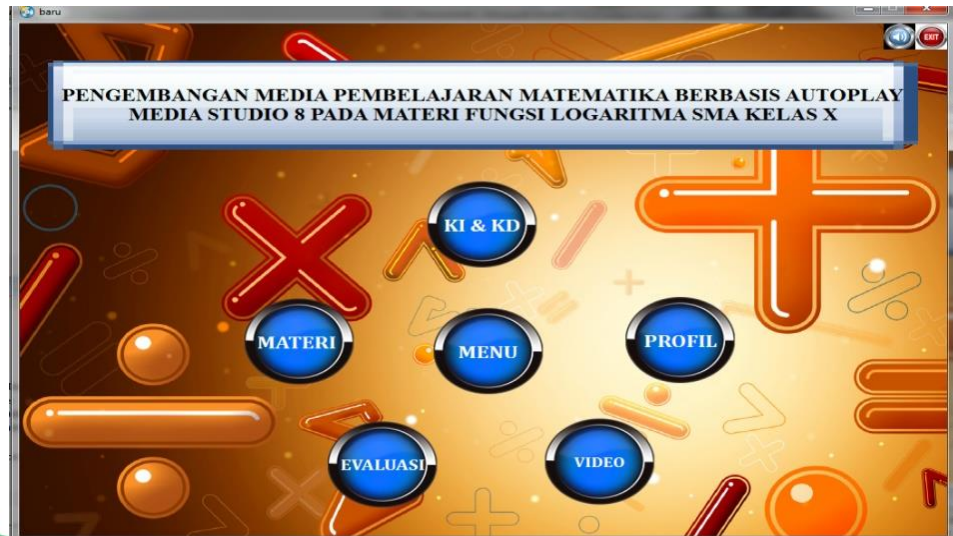 baru
EXIT
PENGEMBANGAN MEDIA PEMBELAJARAN MATEMATIKA BERBASIS AUTOPLAY
MEDIA STUDIO 8 PADA MATERI FUNGSI LOGARITMA SMA KELAS X
KI & KD
MATERI
MENU
PROFIL
EVALUASI
VIDEO